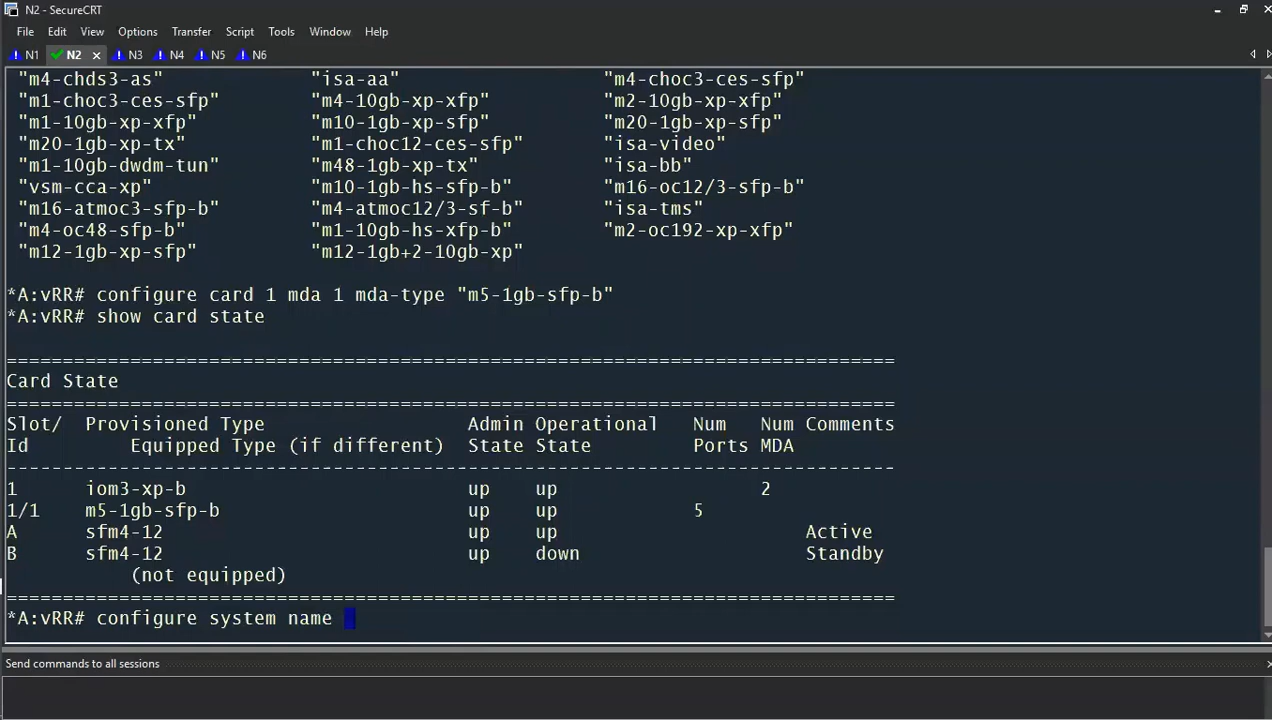 N2 - SecureCRT
File Edit View Options Transfer Script Tools Window Help
N1 N2 N3 N4 N5 N6
"m4-chds3-as" "isa-aa" "m4-choc3-ces-sfp"
"m1-choc3-ces-sfp" "m4-10gb-xp-xfp" "m2-10gb-xp-xfp"
"m1-10gb-xp-xfp" "m10-1gb-xp-sfp" "m20-1gb-xp-sfp"
"m20-1gb-xp-tx" "m1-choc12-ces-sfp" "isa-video"
"m1-10gb-dwdm-tun" "m48-1gb-xp-tx" "isa-bb"
"vsm-cca-xp" "m10-1gb-hs-sfp-b" "m16-oc12/3-sfp-b"
"m16-atmoc3-sfp-b" "m4-atmoc12/3-sf-b" "isa-tms"
"m4-oc48-sfp-b" "m1-10gb-hs-xfp-b" "m2-oc192-xp-xfp"
"m12-1gb-xp-sfp" "m12-1gb+2-10gb-xp"
*A:vRR# configure card 1 mda 1 mda-type "m5-1gb-sfp-b"
*A:vRR# show card state
===============================================================================
Card State
===============================================================================
Slot/ Provisioned Type Admin Operational Num Num Comments
Id Equipped Type (if different) State State Ports MDA
-------------------------------------------------------------------------------
1 iom3-xp-b up up 2
1/1 m5-1gb-sfp-b up up 5
A sfm4-12 up up Active
B sfm4-12 up down Standby
(not equipped)
===============================================================================
*A:vRR# configure system name
Send commands to all sessions